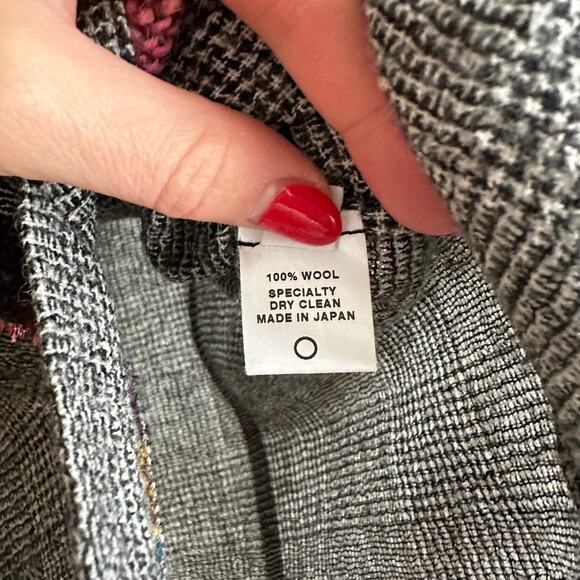 100% WOOL
SPECIALTY
DRY CLEAN
MADE IN JAPAN